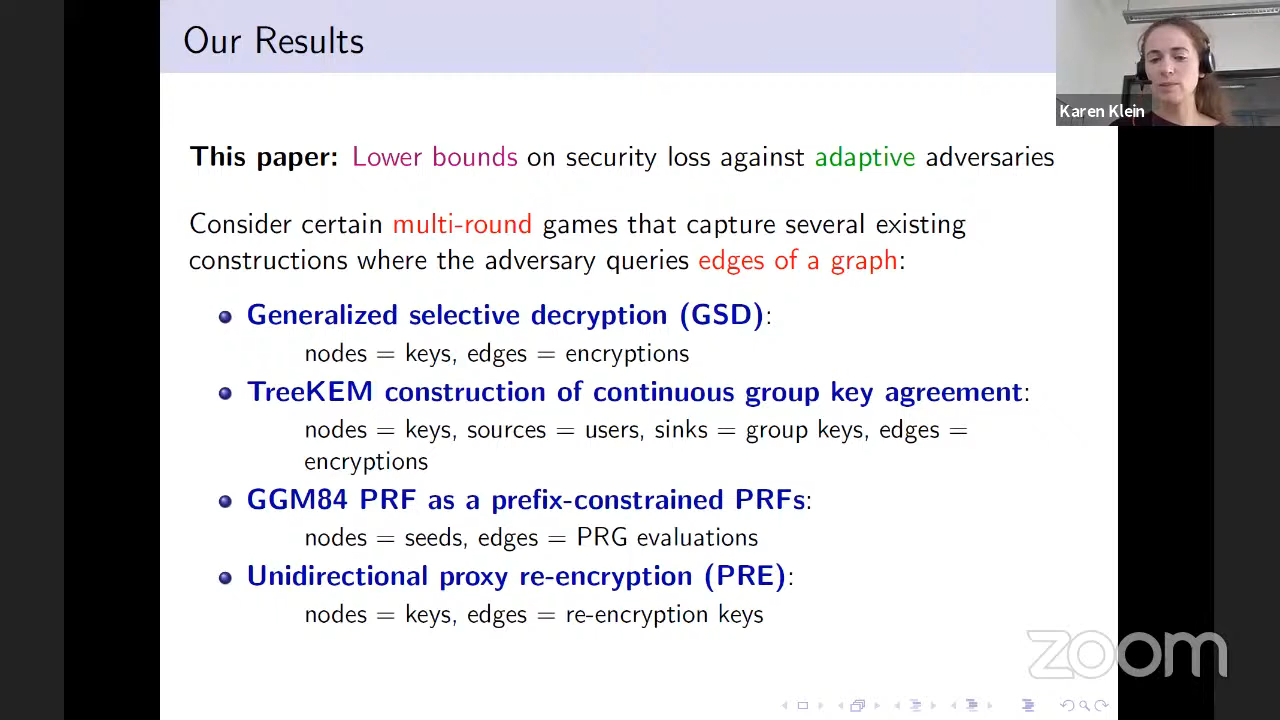 Our Results
Karen Klein
This paper: Lower bounds on security loss against adaptive adversaries
Consider certain multi-round games that capture several existing
constructions where the adversary queries edges of a graph:
Generalized selective decryption (GSD):
nodes = keys, edges = encryptions
TreeKEM construction of continuous group key agreement:
nodes = keys, sources = users, sinks = group keys, edges =
encryptions
GGM84 PRF as a prefix-constrained PRFs:
nodes = seeds, edges = PRG evaluations
Unidirectional proxy re-encryption (PRE):
nodes = keys, edges = re-encryption keys
zoom